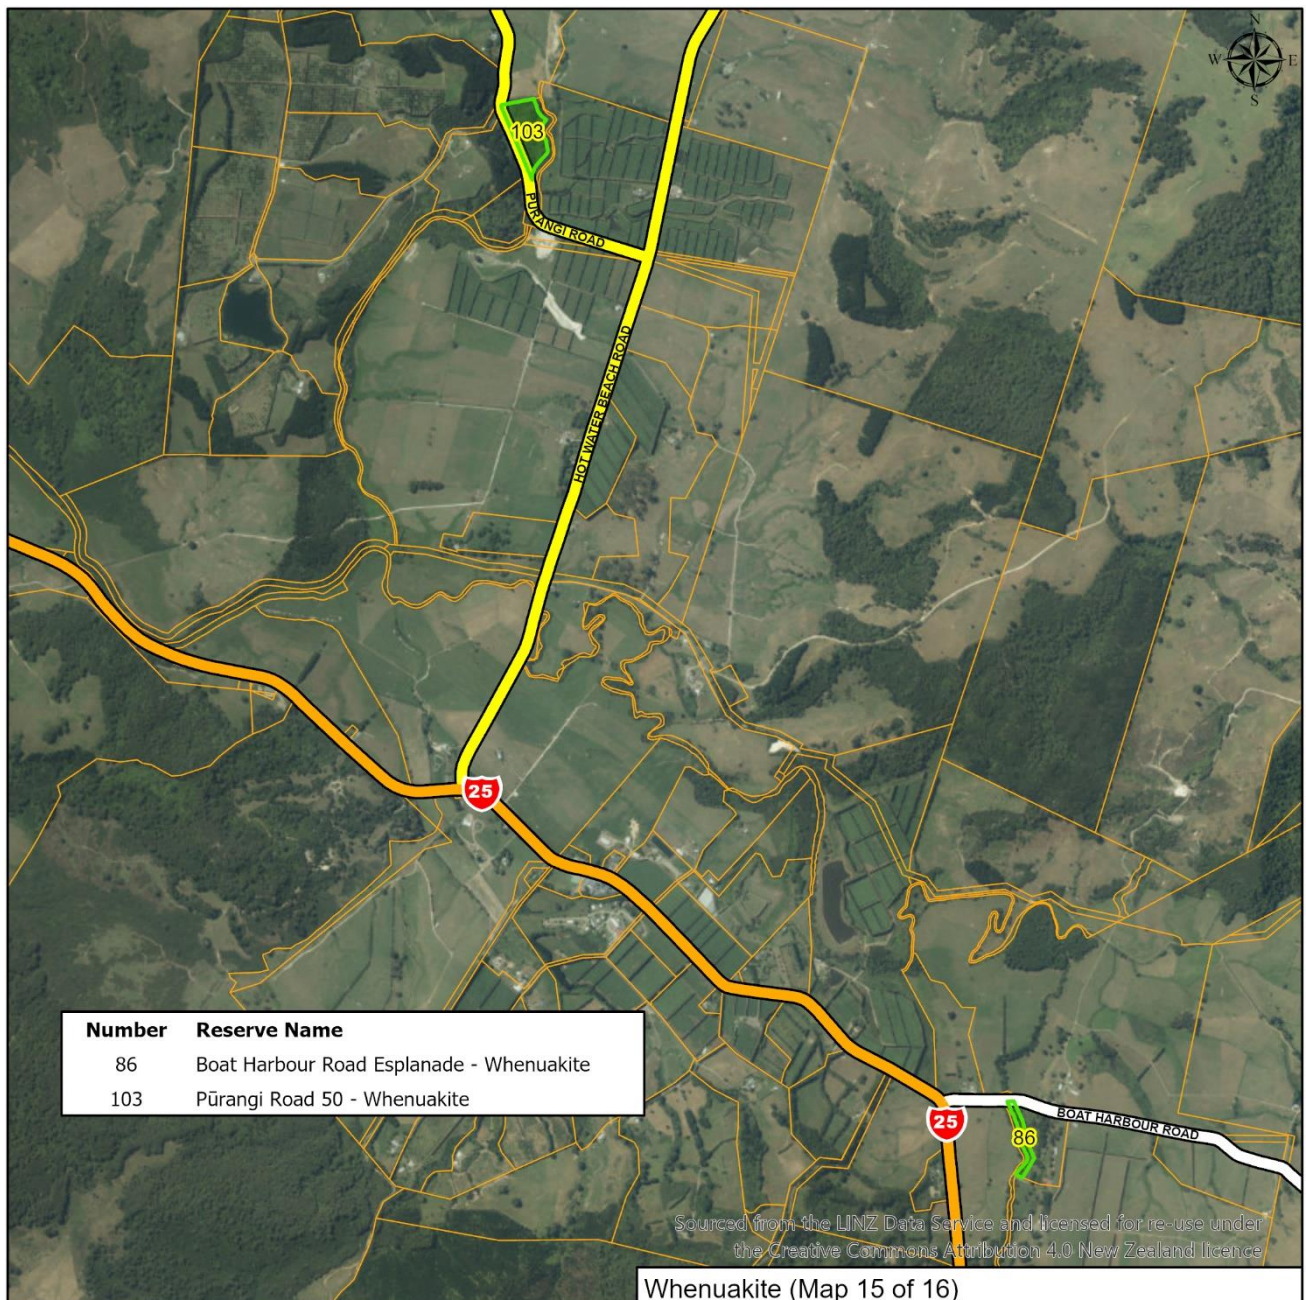 N
W E
S
103
PURANGI ROAD
HOT WATER BEACH ROAD
25
Number Reserve Name
86 Boat Harbour Road Esplanade - Whenuakite
103 Pūrangi Road 50 - Whenuakite
25
BOAT HARBOUR ROAD
86
Sourced from the LINZ Data Service and licensed for re-use under
the Creative Commons Attribution 4.0 New Zealand licence
Whenuakite (Map 15 of 16)